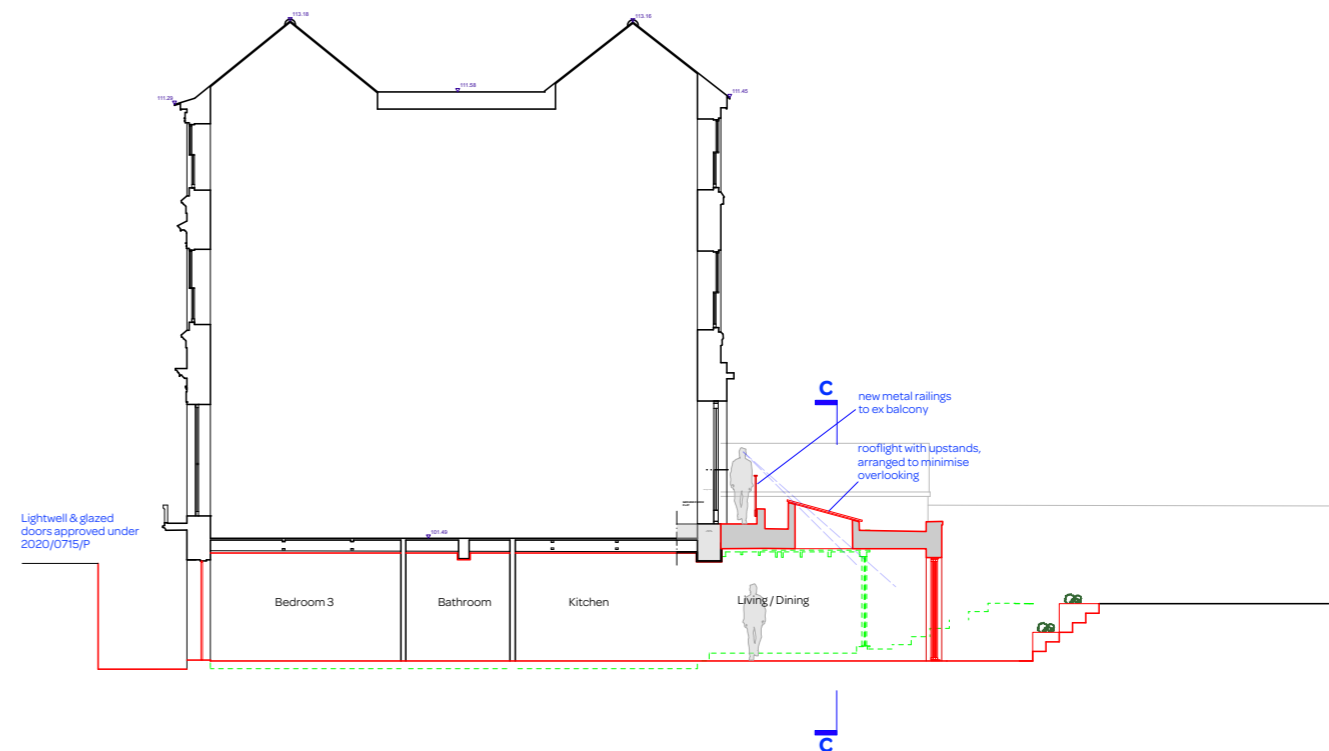 113.18
113.16
111.58
111.29
111.45
C
new metal railings
to ex balcony
rooflight with upstands,
arranged to minimise
overlooking
Lightwell & glazed
doors approved under
2020/0715/P
101.49
Bedroom 3
Bathroom
Kitchen
Living / Dining
C